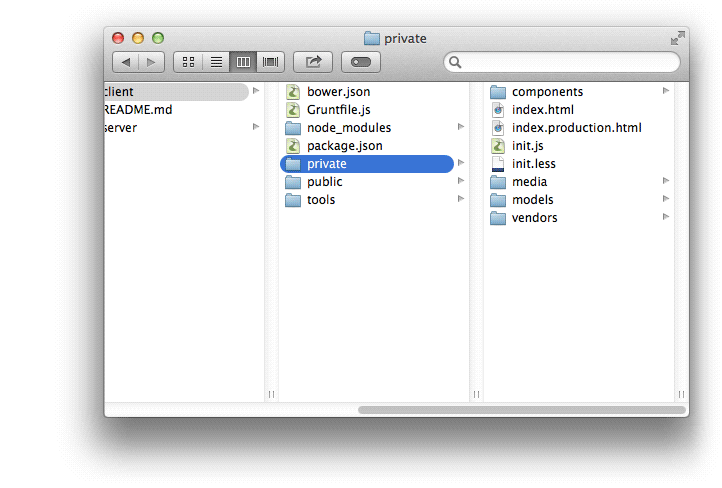 private
client
README.md
server
bower.json
Gruntfile.js
node_modules
package.json
private
public
tools
components
index.html
index.production.html
init.js
init.less
media
models
vendors